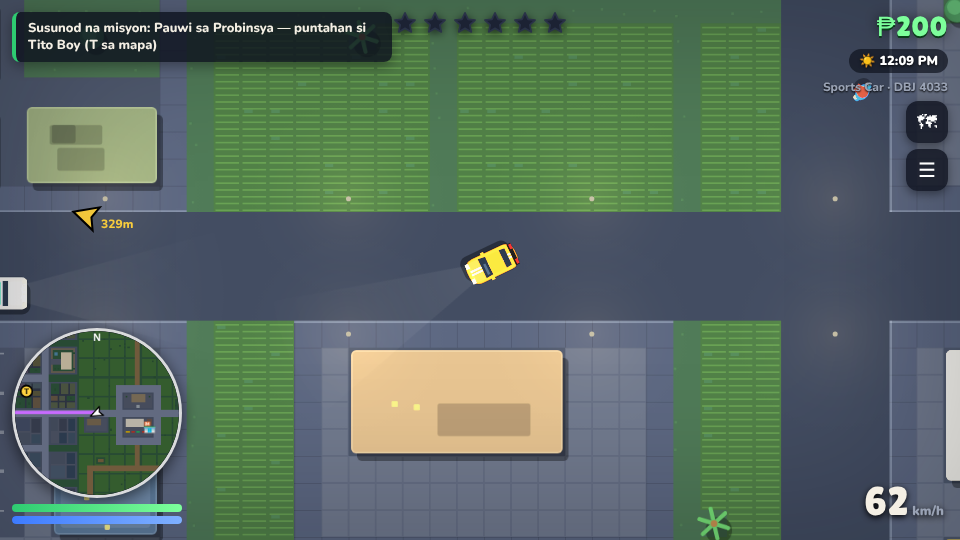 Susunod na misyon: Pauwi sa Probinsya — puntahan si
Tito Boy (T sa mapa)
₱200
12:09 PM
Sports Car · DBJ 4033
329m
N
T
62 km/h